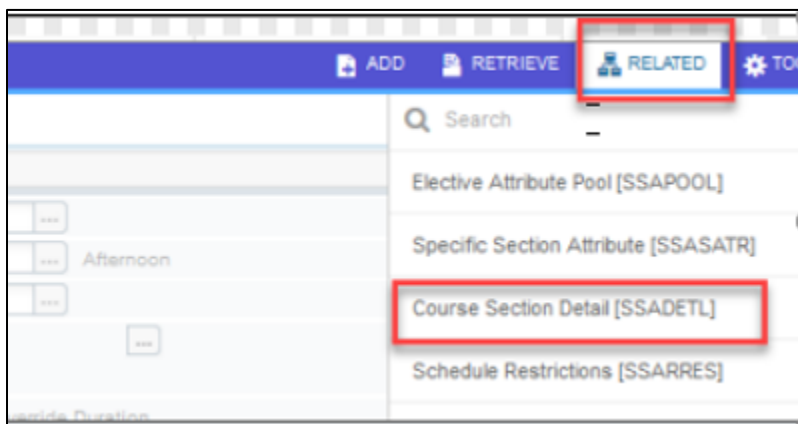 ADD RETRIEVE RELATED
Search
Elective Attribute Pool [SSAPOOL]
Specific Section Attribute [SSASATR]
Afternoon
Course Section Detail [SSADETL]
Schedule Restrictions [SSARRES]
Duration